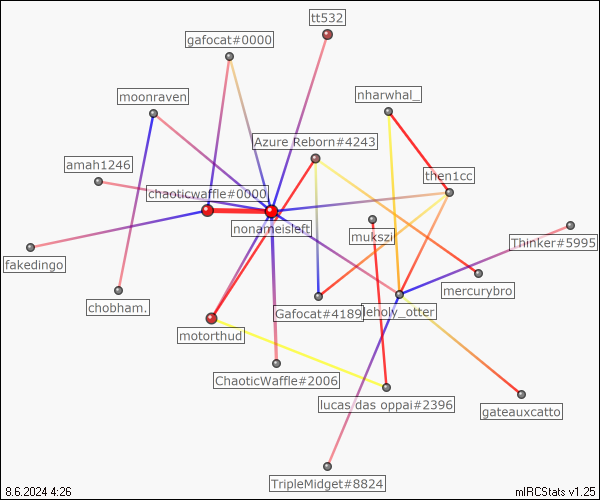 tt532
gafocat#0000
moonraven
nharwhal_
Azure Reborn#4243
amah1246
then1cc
chaoticwaffle#0000
nonameisleft
mukszi
Thinker#5995
fakedingo
mercurybro
chobham.
Gafocat#4189
leholy_otter
motorthud
ChaoticWaffle#2006
lucas das oppai#2396
gateauxcatto
TripleMidget#8824
8.6.2024 4:26
mIRCStats v1.25